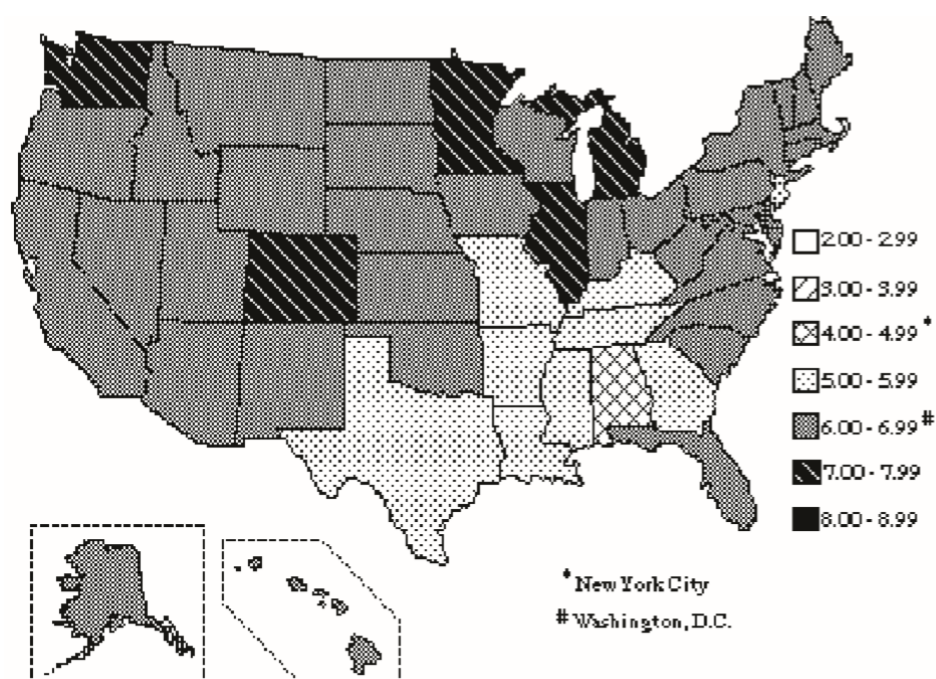 2.00 - 2.99
3.00 - 3.99
4.00 - 4.99*
5.00 - 5.99
6.00 - 6.99#
7.00 - 7.99
8.00 - 8.99
* New York City
# Washington, D.C.